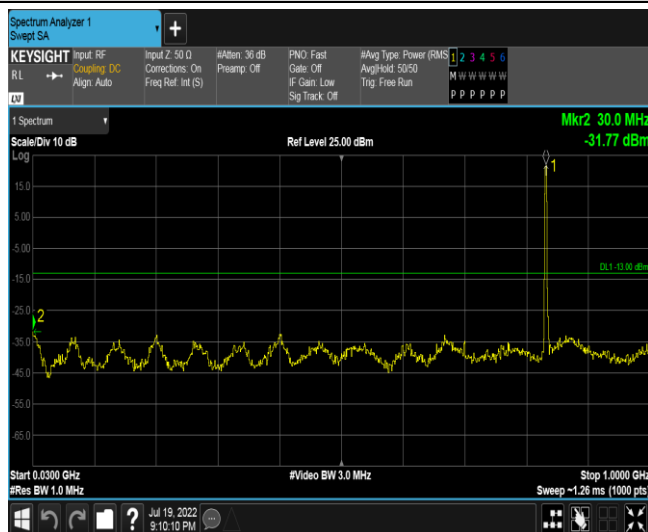 Spectrum Analyzer 1
Swept SA
+
KEYSIGHT
RL
Input: RF
Coupling: DC
Align: Auto
Input Z: 50 Ω
Corrections: On
Freq Ref: Int (S)
#Atten: 36 dB
Preamp: Off
PNO: Fast
Gate: Off
IF Gain: Low
Sig Track: Off
#Avg Type: Power (RMS
Avg|Hold: 50/50
Trig: Free Run
1 2 3 4 5 6
M W W W W W
P P P P P P
LXI
1 Spectrum
Scale/Div 10 dB
Ref Level 25.00 dBm
Mkr2 30.0 MHz
-31.77 dBm
Log
1
15.0
5.00
-5.00
DL1 -13.00 dBm
-15.0
-25.0
2
-35.0
-45.0
-55.0
-65.0
Start 0.0300 GHz
#Video BW 3.0 MHz
Stop 1.0000 GHz
#Res BW 1.0 MHz
Sweep ~1.26 ms (1000 pts)
?
Jul 19, 2022
9:10:10 PM